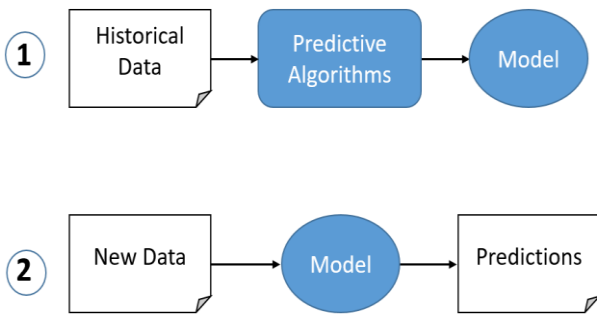 1
Historical
Data
Predictive
Algorithms
Model
2
New Data
Model
Predictions